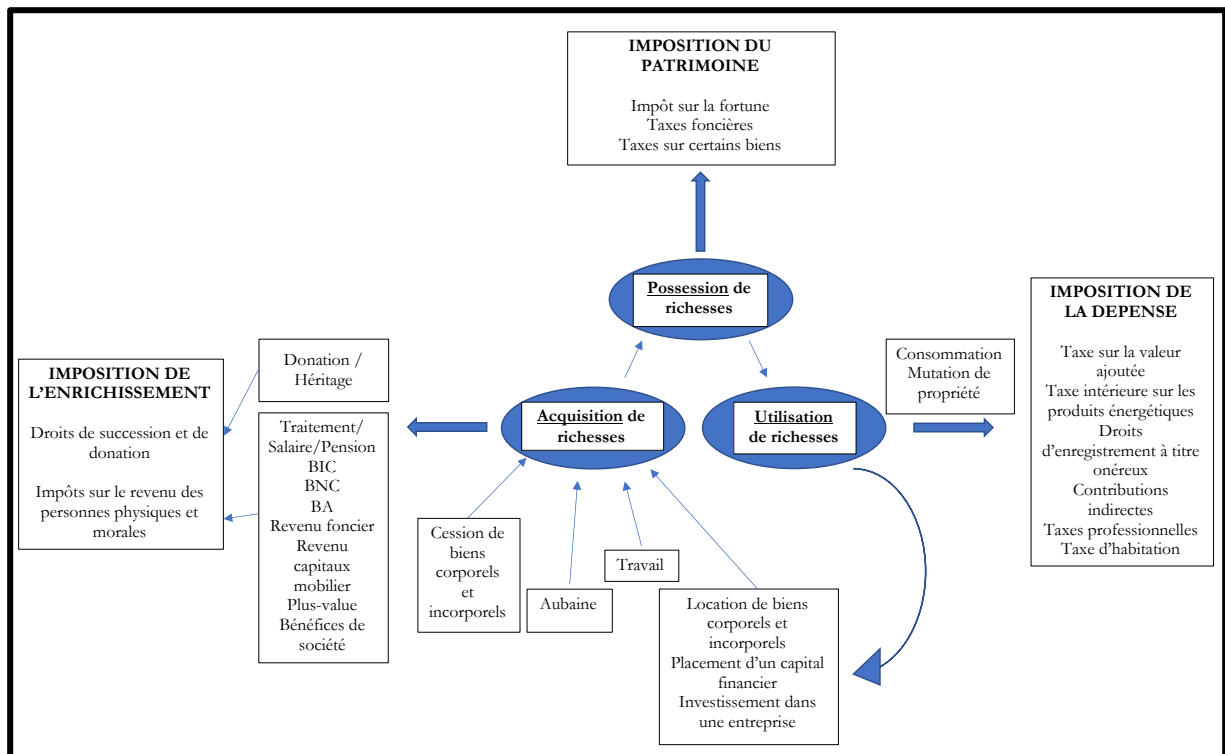 IMPOSITION DU
PATRIMOINE
Impôt sur la fortune
Taxes foncières
Taxes sur certains biens
Possession de
richesses
IMPOSITION DE
LA DEPENSE
Taxe sur la valeur
ajoutée
Taxe intérieure sur les
produits énergétiques
Droits
d’enregistrement à titre
onéreux
Contributions
indirectes
Taxes professionnelles
Taxe d’habitation
Consommation
Mutation de
propriété
Donation /
Héritage
IMPOSITION DE
L’ENRICHISSEMENT
Droits de succession et de
donation
Impôts sur le revenu des
personnes physiques et
morales
Acquisition de
richesses
Utilisation
de richesses
Traitement/
Salaire/Pension
BIC
BNC
BA
Revenu foncier
Revenu
capitaux
mobilier
Plus-value
Bénéfices de
société
Cession de
biens
corporels
et
incorporels
Aubaine
Travail
Location de biens
corporels et
incorporels
Placement d’un capital
financier
Investissement dans
une entreprise